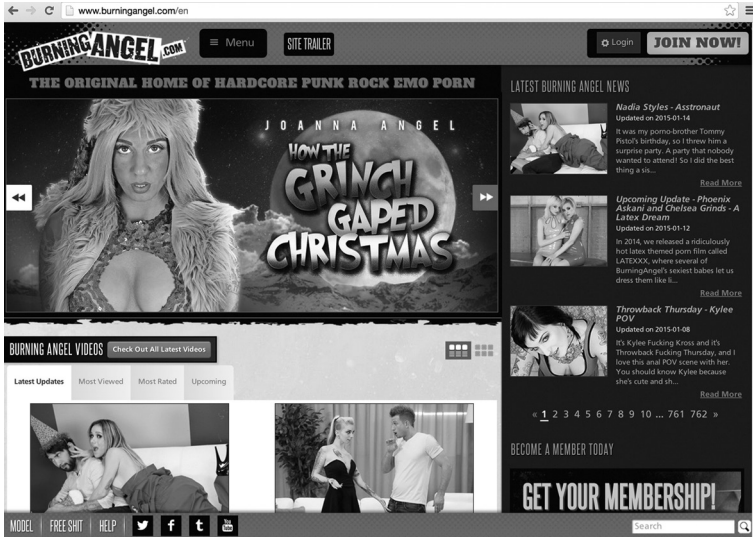 www.burningangel.com/en
BURNING ANGEL.COM
Menu
SITE TRAILER
Login
JOIN NOW!
THE ORIGINAL HOME OF HARDCORE PUNK ROCK EMO PORN
JOANNA ANGEL
HOW THE
GRINCH
GAPED
CHRISTMAS
LATEST BURNING ANGEL NEWS
Nadia Styles - Asstronaut
Updated on 2015-01-14
It was my porno-brother Tommy
Pistol's birthday, so I threw him a
surprise party. A party that nobody
wanted to attend! So I did the best
thing a sis...
Read More
Upcoming Update - Phoenix
Askani and Chelsea Grinds - A
Latex Dream
Updated on 2015-01-12
In 2014, we released a ridiculously
hot latex themed porn film called
LATEXXX, where several of
BurningAngel's sexiest babes let us
dress them like li...
Read More
Throwback Thursday - Kylee
POV
Updated on 2015-01-08
It's Kylee Fucking Kross and it's
Throwback Fucking Thursday, and I
love this anal POV scene with her.
You should know Kylee because
she's cute and sh...
Read More
« 1 2 3 4 5 6 7 8 9 10 ... 761 762 »
BECOME A MEMBER TODAY
GET YOUR MEMBERSHIP!
BURNING ANGEL VIDEOS
Check Out All Latest Videos
Latest Updates
Most Viewed
Most Rated
Upcoming
MODEL
FREE SHIT
HELP
f
t
You Tube
Search